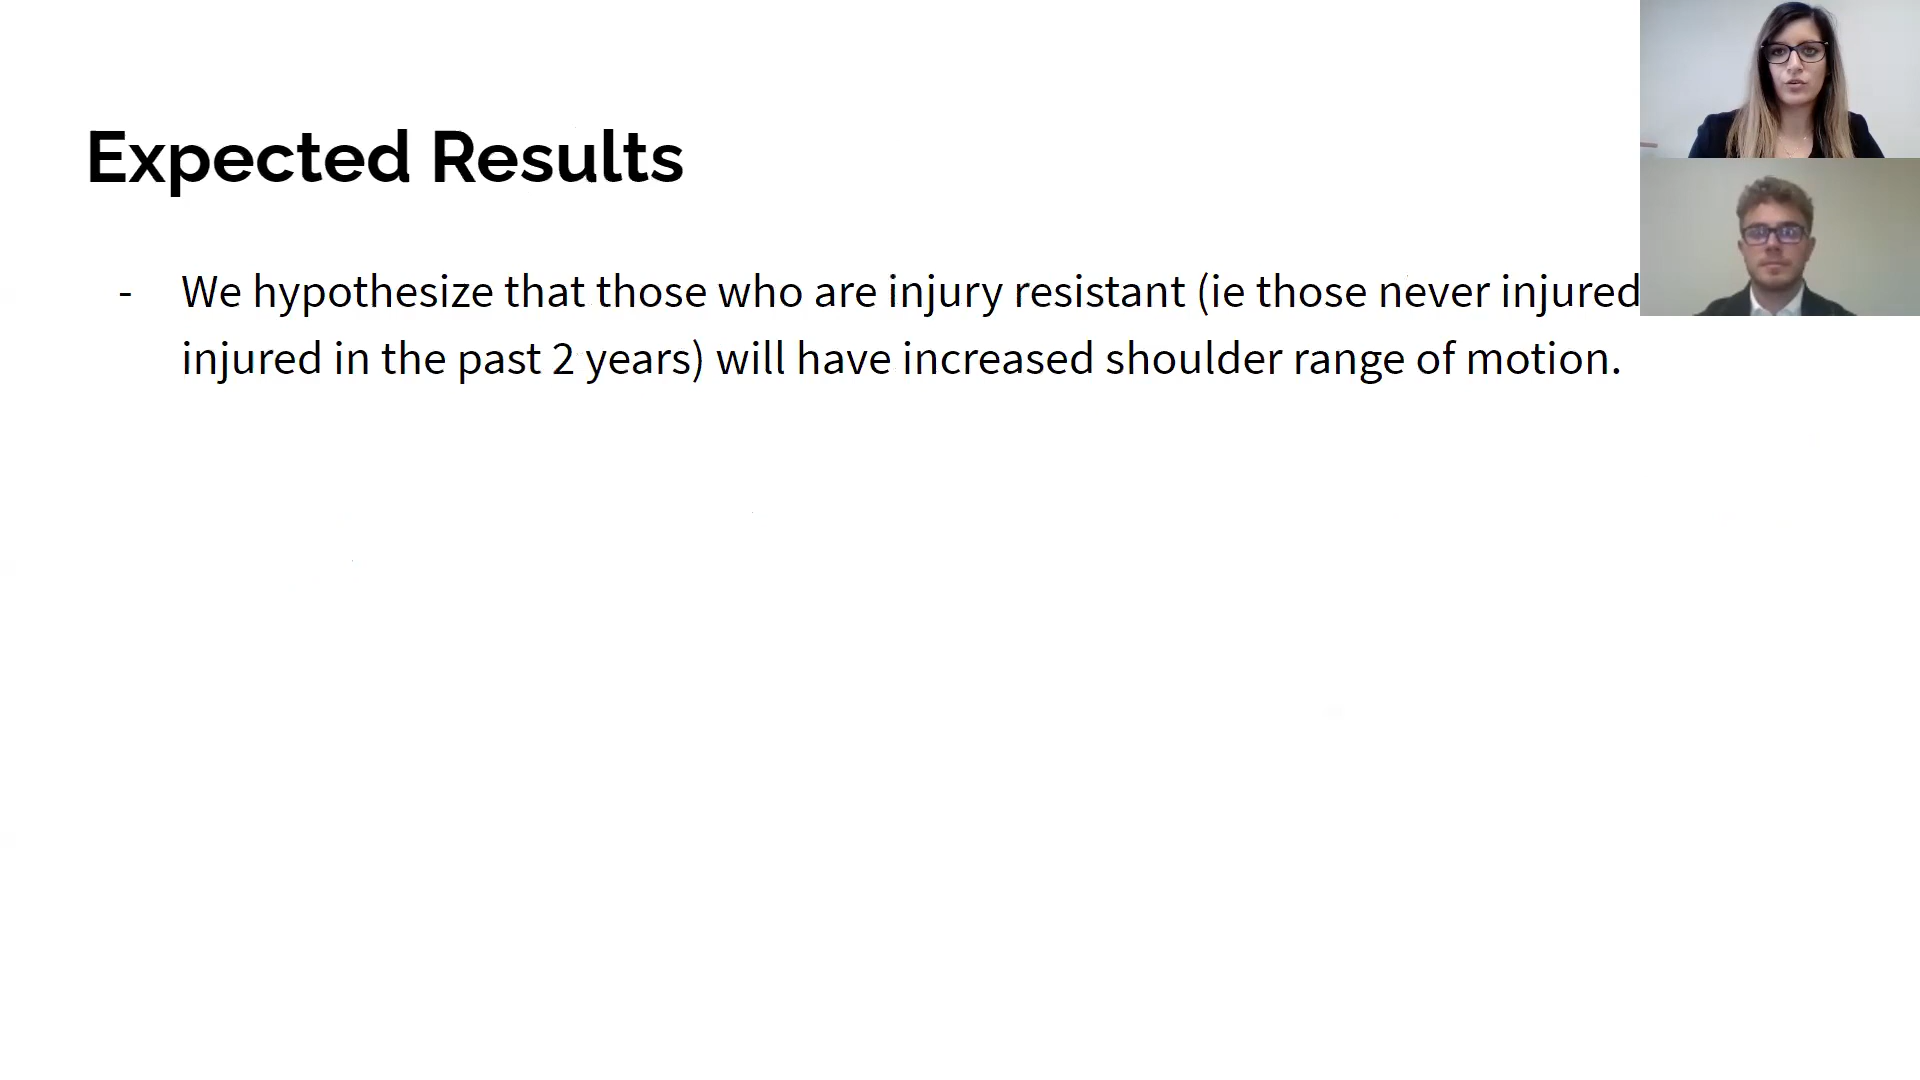 Expected Results
- We hypothesize that those who are injury resistant (ie those never injured
injured in the past 2 years) will have increased shoulder range of motion.